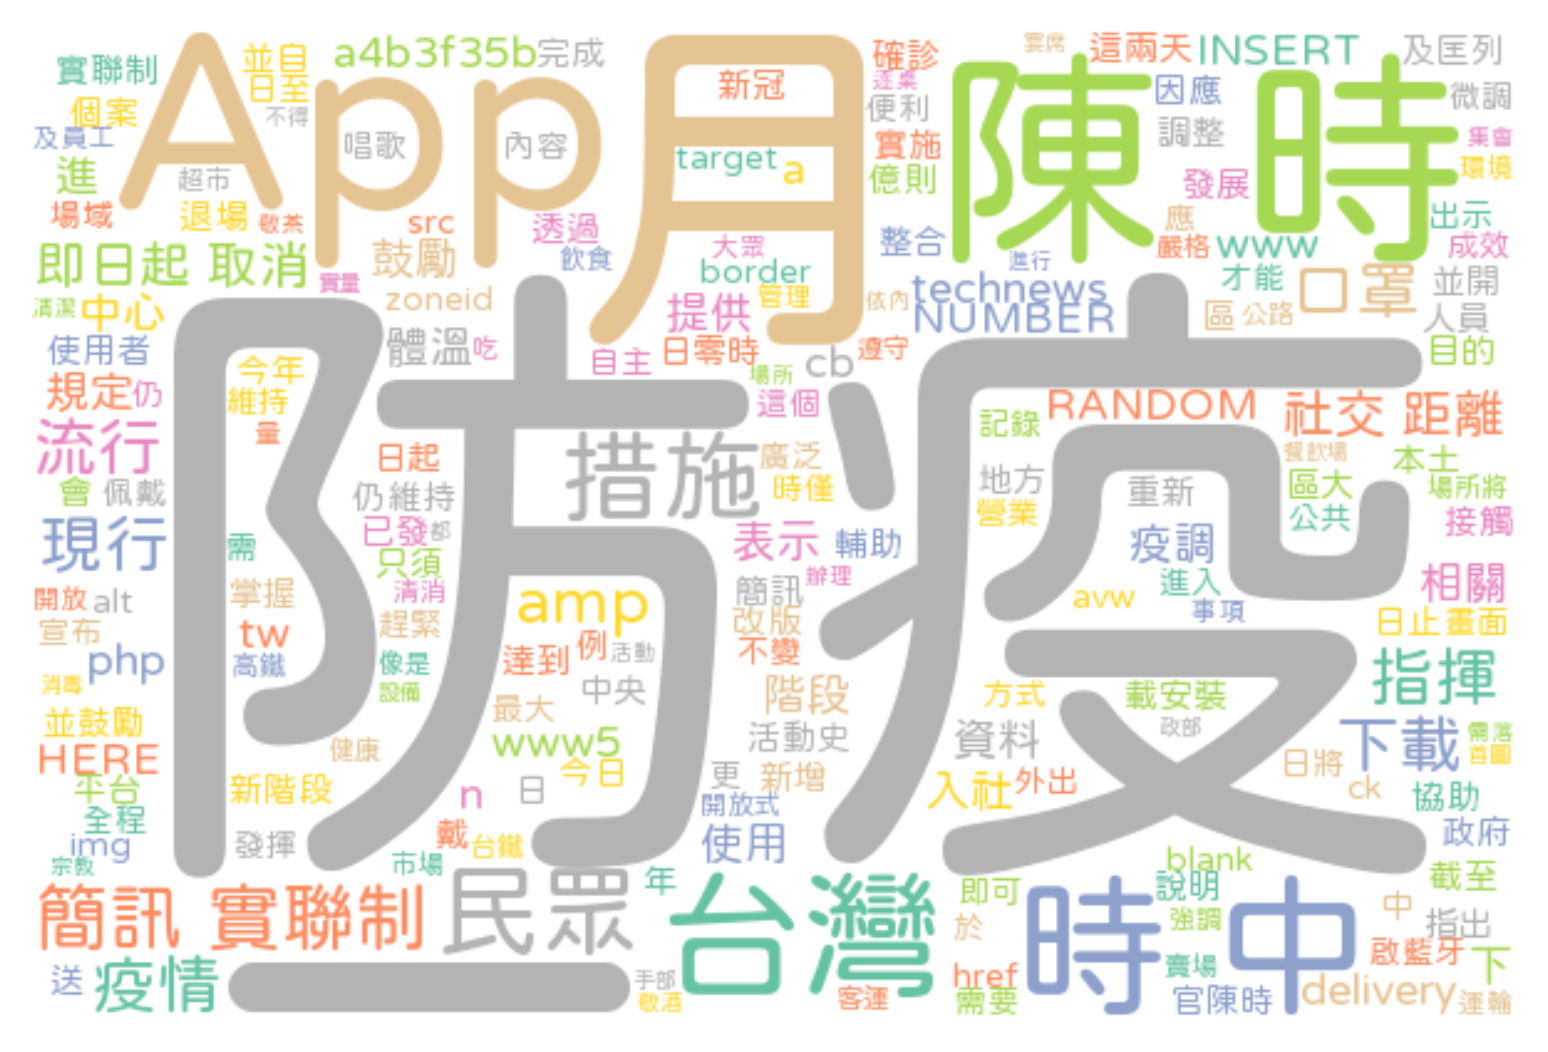 實聯制
並自
日至
a4b3f35b
完成
App
月
新冠
確診
逐桌
宴席
這兩天
INSERT
及匡列
個案
不得
便利
陳 時
因應
微調
及員工
唱歌
內容
實施
調整
集會
進
超市
target
a
億則
發展
環境
場域
退場
敬茶
src
透過
大眾
整合
應
嚴格
www
出示
成效
即日起 取消
實量
鼓勵
飲食
border
進行
才能
口罩
並開
清潔
中心
zoneid
提供
管理
依內
technews
NUMBER
區
公路
人員
使用者
體溫
吃
自主
日零時
場所
cb
遵守
目的
規定
仍
今年
維持
這個
記錄
RANDOM
社交 距離
流行
量
日起
防疫
措施
廣泛
餐飲場
本土
會
佩戴
仍維持
時僅
地方
重新
區大
場所將
營業
公共
接觸
現行
需
已發
都
表示
輔助
疫調
只須
簡訊
辦理
進入
相關
開放
alt
掌握
清消
amp
改版
avw
事項
日止畫面
宣布
tw
趕緊
例
活動
不變
php
高鐵
像是
達到
指揮
消毒
設備
中央
階段
方式
載安裝
並鼓勵
最大
活動史
資料
政部
下載
需落
首圖
HERE
健康
www5
日將
平台
新階段
n
日
今日
更
新增
入社
外出
ck
協助
全程
開放式
img
發揮
戴
台鐵
使用
政府
宗教
市場
blank
簡訊 實聯制
民眾
年
台灣
即可
說明
截至
時中
強調
中
於
指出
送
疫情
一
手部
敬酒
客運
href
需要
賣場
官陳時
啟藍牙
下
delivery
運輸